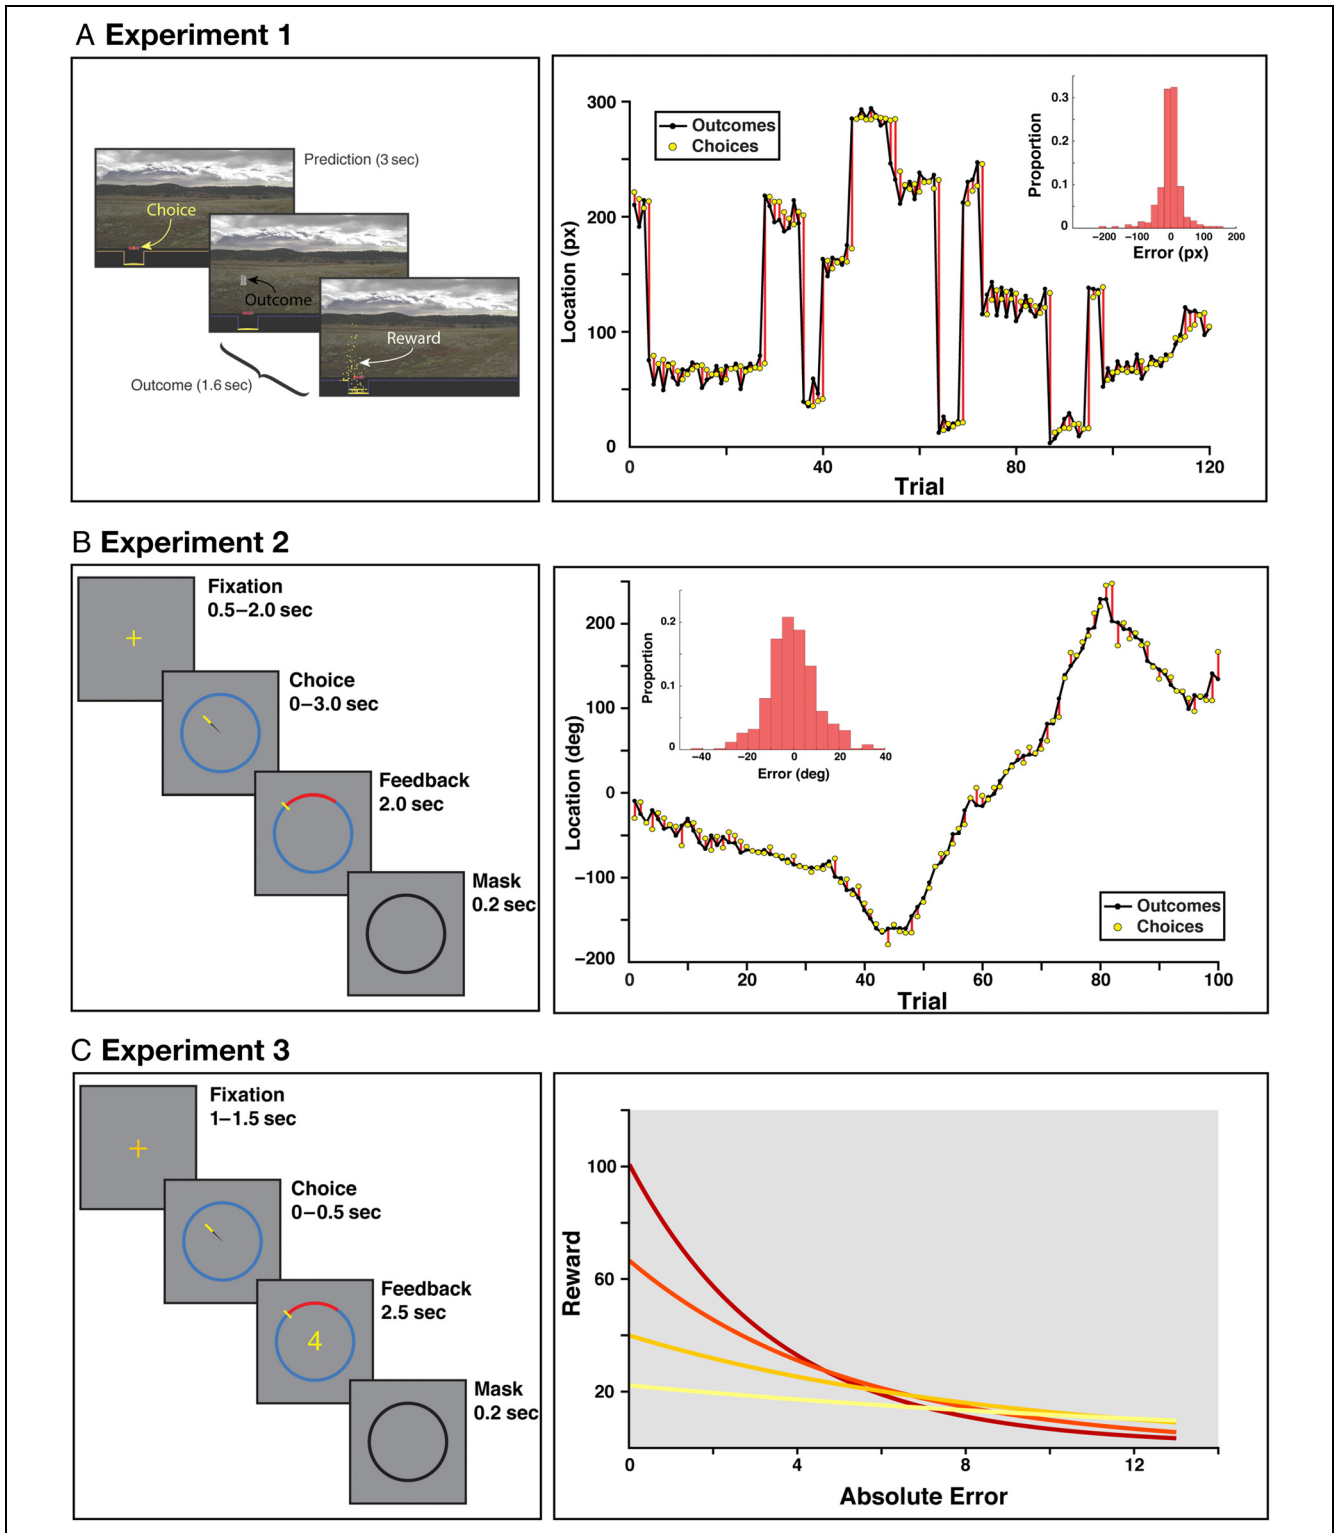 A Experiment 1
Prediction (3 sec)
Choice
Outcome
Reward
Outcome (1.6 sec)
300
200
100
0
Location (px)
Outcomes
Choices
0.3
0.2
0.1
0
Proportion
−200 −100 0 100 200
Error (px)
0 40 80 120
Trial
B Experiment 2
Fixation
0.5–2.0 sec
Choice
0–3.0 sec
Feedback
2.0 sec
Mask
0.2 sec
200
100
0
−100
−200
Location (deg)
0.2
0.1
0
Proportion
−40 −20 0 20 40
Error (deg)
Outcomes
Choices
0 20 40 60 80 100
Trial
C Experiment 3
Fixation
1–1.5 sec
Choice
0–0.5 sec
Feedback
2.5 sec
4
Mask
0.2 sec
100
60
20
Reward
0 4 8 12
Absolute Error